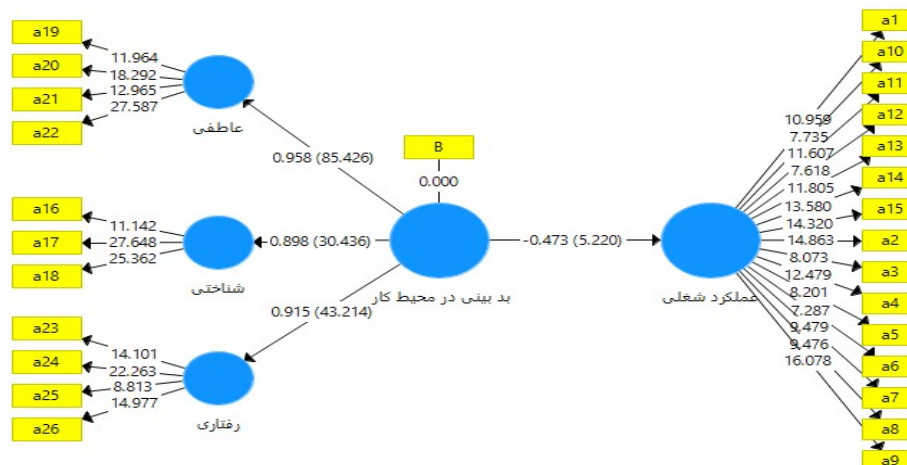 a19
a20
a21
a22
11.964
18.292
12.965
27.587
عاطفی
0.958 (85.426)
a16
a17
a18
11.142
27.648
25.362
شناختی
0.898 (30.436)
a23
a24
a25
a26
14.101
22.263
8.813
14.977
رفتاری
0.915 (43.214)
B
0.000
بد بینی در محیط کار
-0.473 (5.220)
عملکرد شغلی
10.959
7.735
11.607
7.618
11.805
13.580
14.320
14.863
8.073
12.479
8.201
7.287
9.479
9.476
16.078
a1
a10
a11
a12
a13
a14
a15
a2
a3
a4
a5
a6
a7
a8
a9